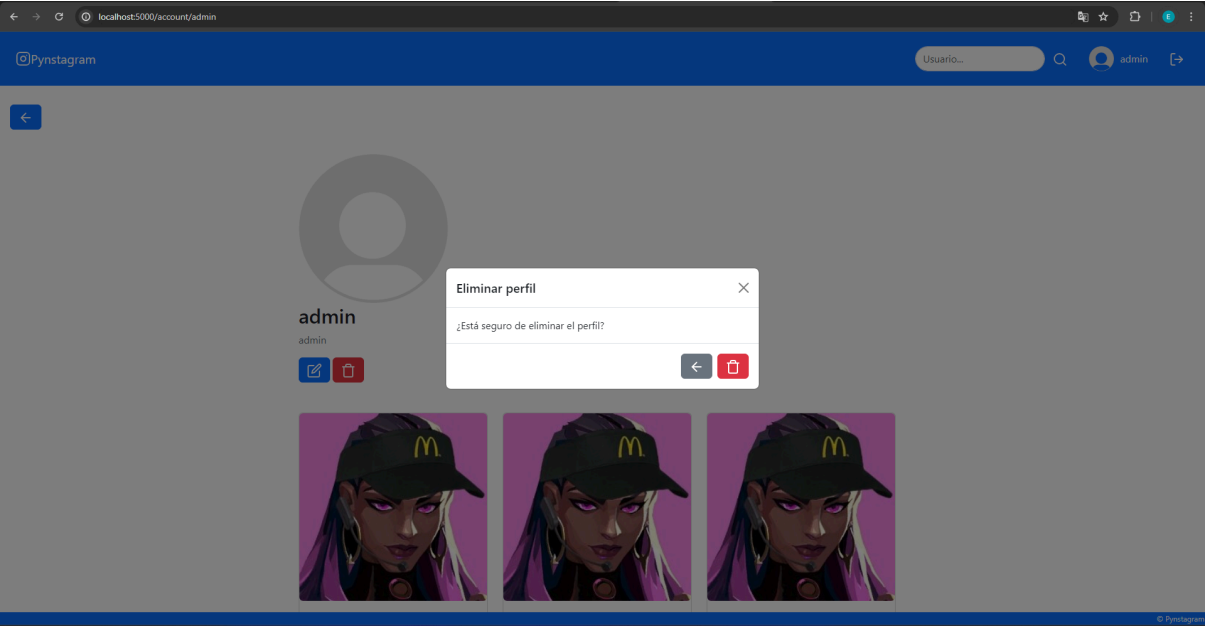 localhost:5000/account/admin
E
Pynstagram
Usuario...
admin
Eliminar perfil
¿Está seguro de eliminar el perfil?
admin
admin
© Pynstagram